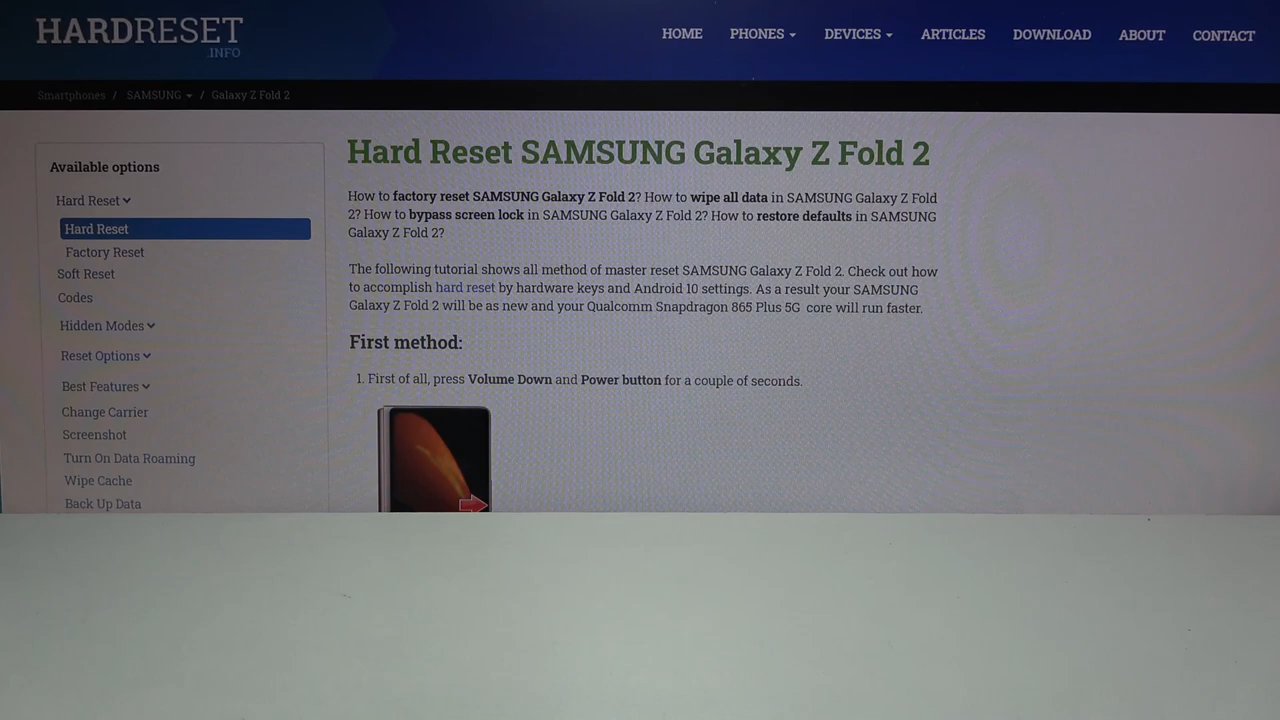 HARDRESET
.INFO
HOME PHONES DEVICES ARTICLES DOWNLOAD ABOUT CONTACT
Smartphones / SAMSUNG / Galaxy Z Fold 2
Available options
Hard Reset
Hard Reset
Factory Reset
Soft Reset
Codes
Hidden Modes
Reset Options
Best Features
Change Carrier
Screenshot
Turn On Data Roaming
Wipe Cache
Back Up Data
Hard Reset SAMSUNG Galaxy Z Fold 2
How to factory reset SAMSUNG Galaxy Z Fold 2? How to wipe all data in SAMSUNG Galaxy Z Fold
2? How to bypass screen lock in SAMSUNG Galaxy Z Fold 2? How to restore defaults in SAMSUNG
Galaxy Z Fold 2?
The following tutorial shows all method of master reset SAMSUNG Galaxy Z Fold 2. Check out how
to accomplish hard reset by hardware keys and Android 10 settings. As a result your SAMSUNG
Galaxy Z Fold 2 will be as new and your Qualcomm Snapdragon 865 Plus 5G core will run faster.
First method:
1. First of all, press Volume Down and Power button for a couple of seconds.